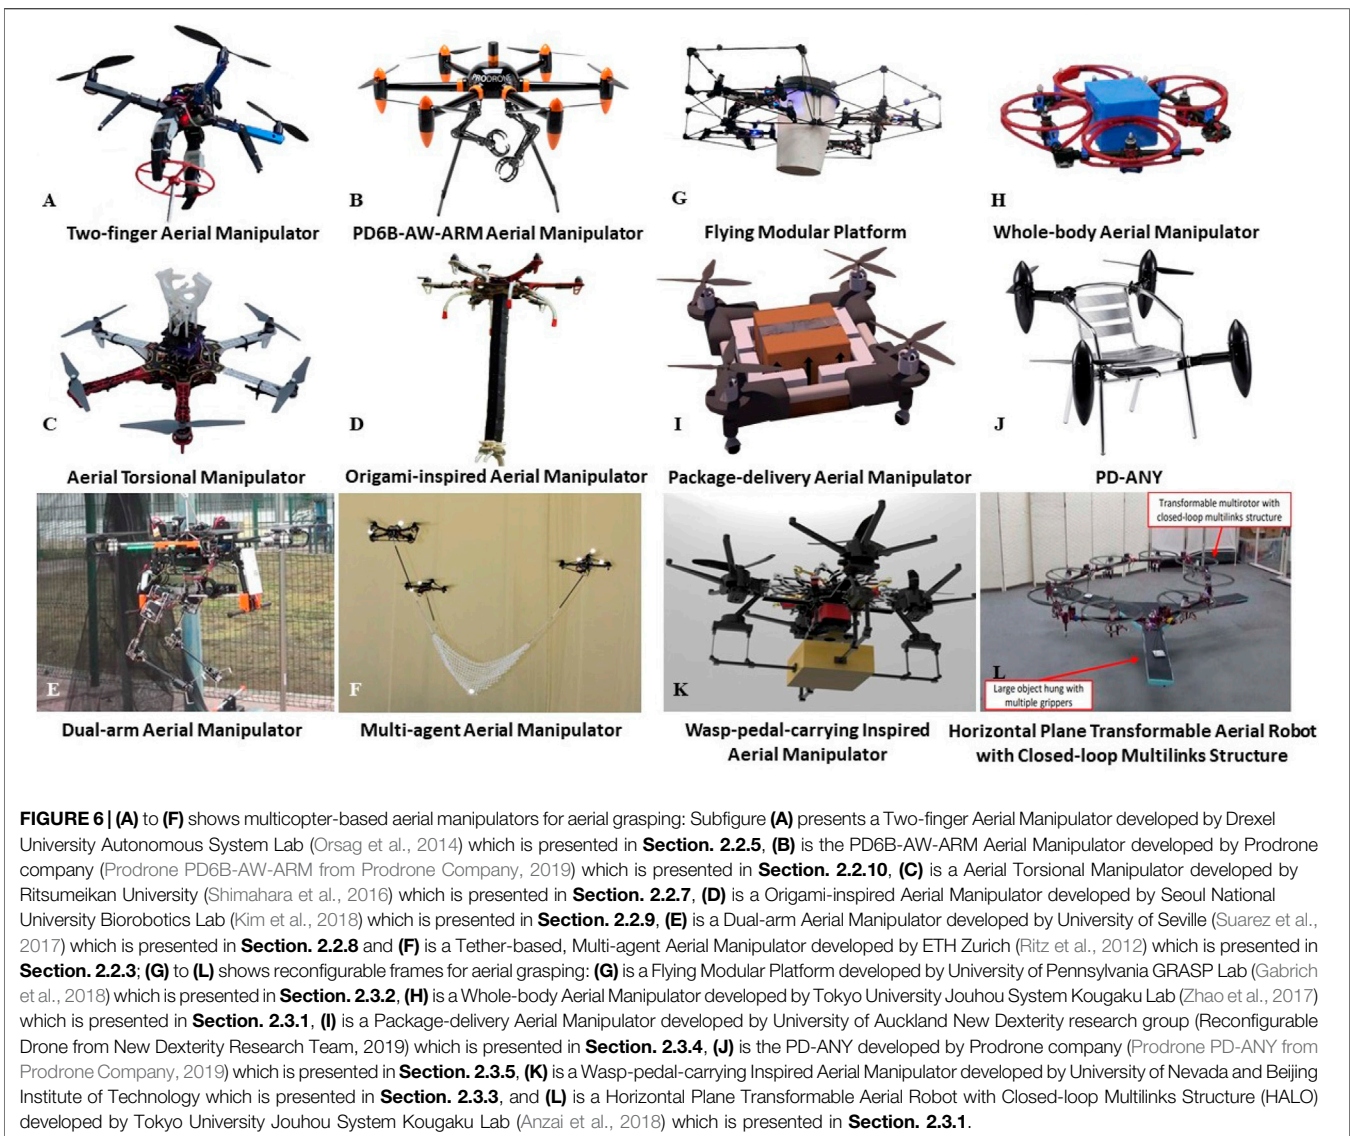 PRODRONE
A
B
G
H
Two-finger Aerial Manipulator
PD6B-AW-ARM Aerial Manipulator
Flying Modular Platform
Whole-body Aerial Manipulator
C
D
I
J
Aerial Torsional Manipulator
Origami-inspired Aerial Manipulator
Package-delivery Aerial Manipulator
PD-ANY
Transformable multirotor with
closed-loop multilinks structure
E
F
K
L
Large object hung with
multiple grippers
Dual-arm Aerial Manipulator
Multi-agent Aerial Manipulator
Wasp-pedal-carrying Inspired
Aerial Manipulator
Horizontal Plane Transformable Aerial Robot
with Closed-loop Multilinks Structure
FIGURE 6 | (A) to (F) shows multicopter-based aerial manipulators for aerial grasping: Subfigure (A) presents a Two-finger Aerial Manipulator developed by Drexel
University Autonomous System Lab (Orsag et al., 2014) which is presented in Section. 2.2.5, (B) is the PD6B-AW-ARM Aerial Manipulator developed by Prodrone
company (Prodrone PD6B-AW-ARM from Prodrone Company, 2019) which is presented in Section. 2.2.10, (C) is a Aerial Torsional Manipulator developed by
Ritsumeikan University (Shimahara et al., 2016) which is presented in Section. 2.2.7, (D) is a Origami-inspired Aerial Manipulator developed by Seoul National
University Biorobotics Lab (Kim et al., 2018) which is presented in Section. 2.2.9, (E) is a Dual-arm Aerial Manipulator developed by University of Seville (Suarez et al.,
2017) which is presented in Section. 2.2.8 and (F) is a Tether-based, Multi-agent Aerial Manipulator developed by ETH Zurich (Ritz et al., 2012) which is presented in
Section. 2.2.3; (G) to (L) shows reconfigurable frames for aerial grasping: (G) is a Flying Modular Platform developed by University of Pennsylvania GRASP Lab (Gabrich
et al., 2018) which is presented in Section. 2.3.2, (H) is a Whole-body Aerial Manipulator developed by Tokyo University Jouhou System Kougaku Lab (Zhao et al., 2017)
which is presented in Section. 2.3.1, (I) is a Package-delivery Aerial Manipulator developed by University of Auckland New Dexterity research group (Reconfigurable
Drone from New Dexterity Research Team, 2019) which is presented in Section. 2.3.4, (J) is the PD-ANY developed by Prodrone company (Prodrone PD-ANY from
Prodrone Company, 2019) which is presented in Section. 2.3.5, (K) is a Wasp-pedal-carrying Inspired Aerial Manipulator developed by University of Nevada and Beijing
Institute of Technology which is presented in Section. 2.3.3, and (L) is a Horizontal Plane Transformable Aerial Robot with Closed-loop Multilinks Structure (HALO)
developed by Tokyo University Jouhou System Kougaku Lab (Anzai et al., 2018) which is presented in Section. 2.3.1.